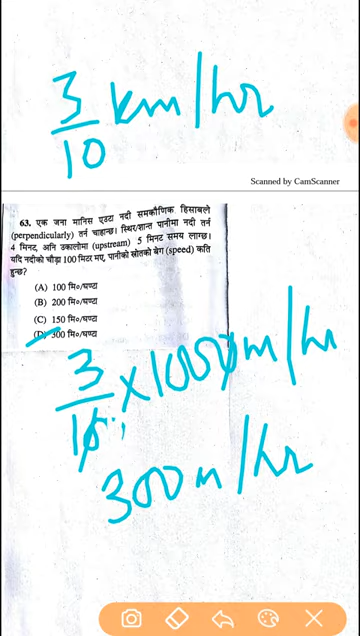 3/10 km/hr
Scanned by CamScanner
63. एक जना मानिस एउटा नदी समकौणिक हिसाबले
(perpendicularly) तर्न चाहान्छ। स्थिर/शान्त पानीमा नदी तर्न
4 मिनट, अनि उकालोमा (upstream) 5 मिनट समय लाग्छ।
यदि नदीको चौड़ा 100 मिटर भए, पानीको स्रोतको बेग (speed) कति
हुन्छ?
(A) 100 मि०/घण्टा
(B) 200 मि०/घण्टा
(C) 150 मि०/घण्टा
(D) 300 मि०/घण्टा
3/10 × 1000 m/hr
300 m/hr